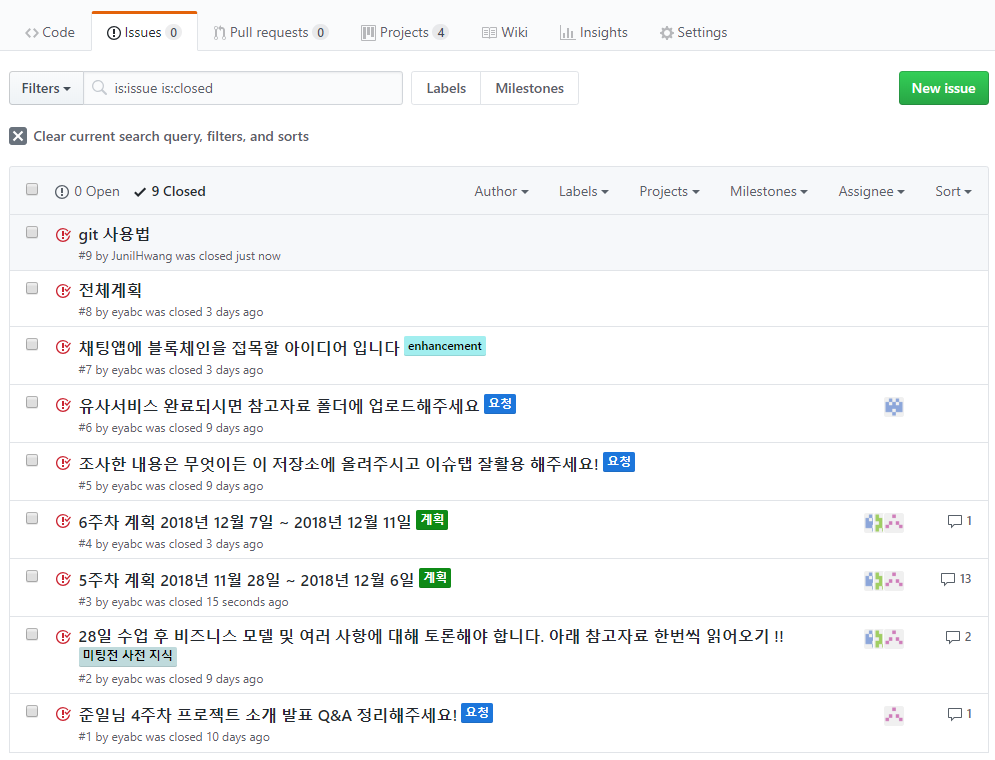 Code Issues 0 Pull requests 0 Projects 4 Wiki Insights Settings
Filters is:issue is:closed Labels Milestones New issue
Clear current search query, filters, and sorts
0 Open 9 Closed Author Labels Projects Milestones Assignee Sort
git 사용법
#9 by JunilHwang was closed just now
전체계획
#8 by eyabc was closed 3 days ago
채팅앱에 블록체인을 접목할 아이디어 입니다 enhancement
#7 by eyabc was closed 3 days ago
유사서비스 완료되시면 참고자료 폴더에 업로드해주세요 요청
#6 by eyabc was closed 9 days ago
조사한 내용은 무엇이든 이 저장소에 올려주시고 이슈탭 잘활용 해주세요! 요청
#5 by eyabc was closed 9 days ago
6주차 계획 2018년 12월 7일 ~ 2018년 12월 11일 계획 1
#4 by eyabc was closed 3 days ago
5주차 계획 2018년 11월 28일 ~ 2018년 12월 6일 계획 13
#3 by eyabc was closed 15 seconds ago
28일 수업 후 비즈니스 모델 및 여러 사항에 대해 토론해야 합니다. 아래 참고자료 한번씩 읽어오기 !! 2
미팅전 사전 지식
#2 by eyabc was closed 9 days ago
준일님 4주차 프로젝트 소개 발표 Q&A 정리해주세요! 요청 1
#1 by eyabc was closed 10 days ago